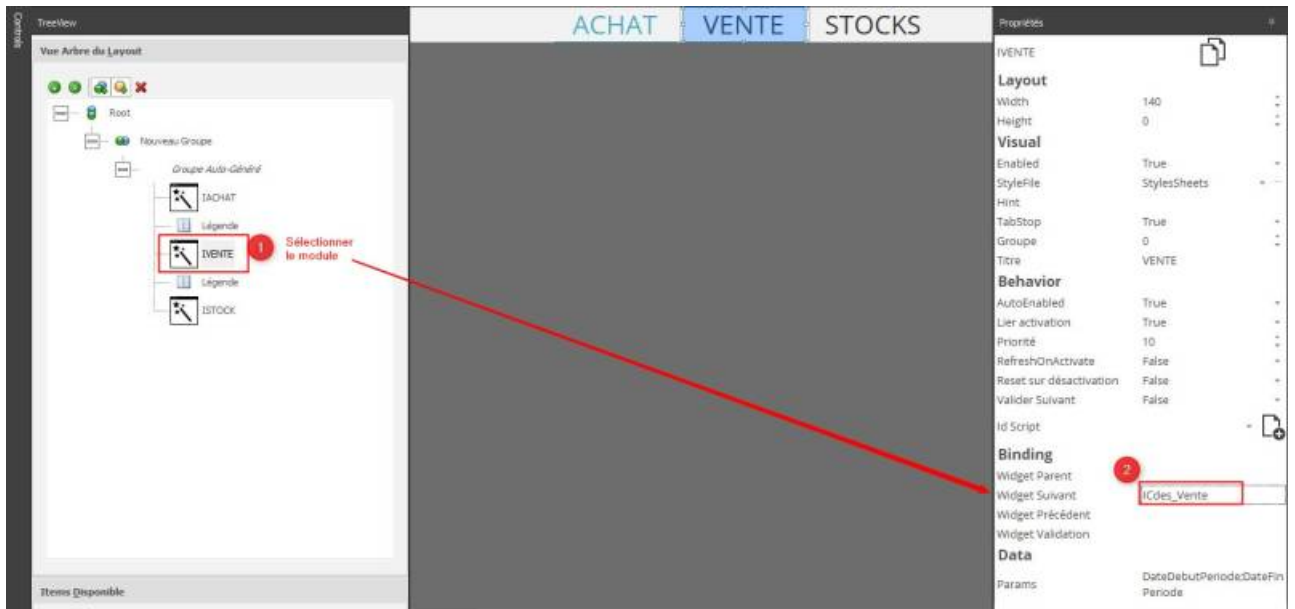 Controls
TreeView
Vue Arbre du Layout
Root
Nouveau Groupe
Groupe Auto-Généré
IACHAT
Légende
IVENTE
1
Sélectionner
le module
Légende
ISTOCK
Items Disponible
ACHAT VENTE STOCKS
Propriétés
IVENTE
Layout
Width 140
Height 0
Visual
Enabled True
StyleFile StylesSheets
Hint
TabStop True
Groupe 0
Titre VENTE
Behavior
AutoEnabled True
Lier activation True
Priorité 10
RefreshOnActivate False
Reset sur désactivation False
Valider Suivant False
Id Script
Binding
Widget Parent
2
Widget Suivant ICdes_Vente
Widget Précédent
Widget Validation
Data
Params DateDebutPeriode;DateFin
Periode